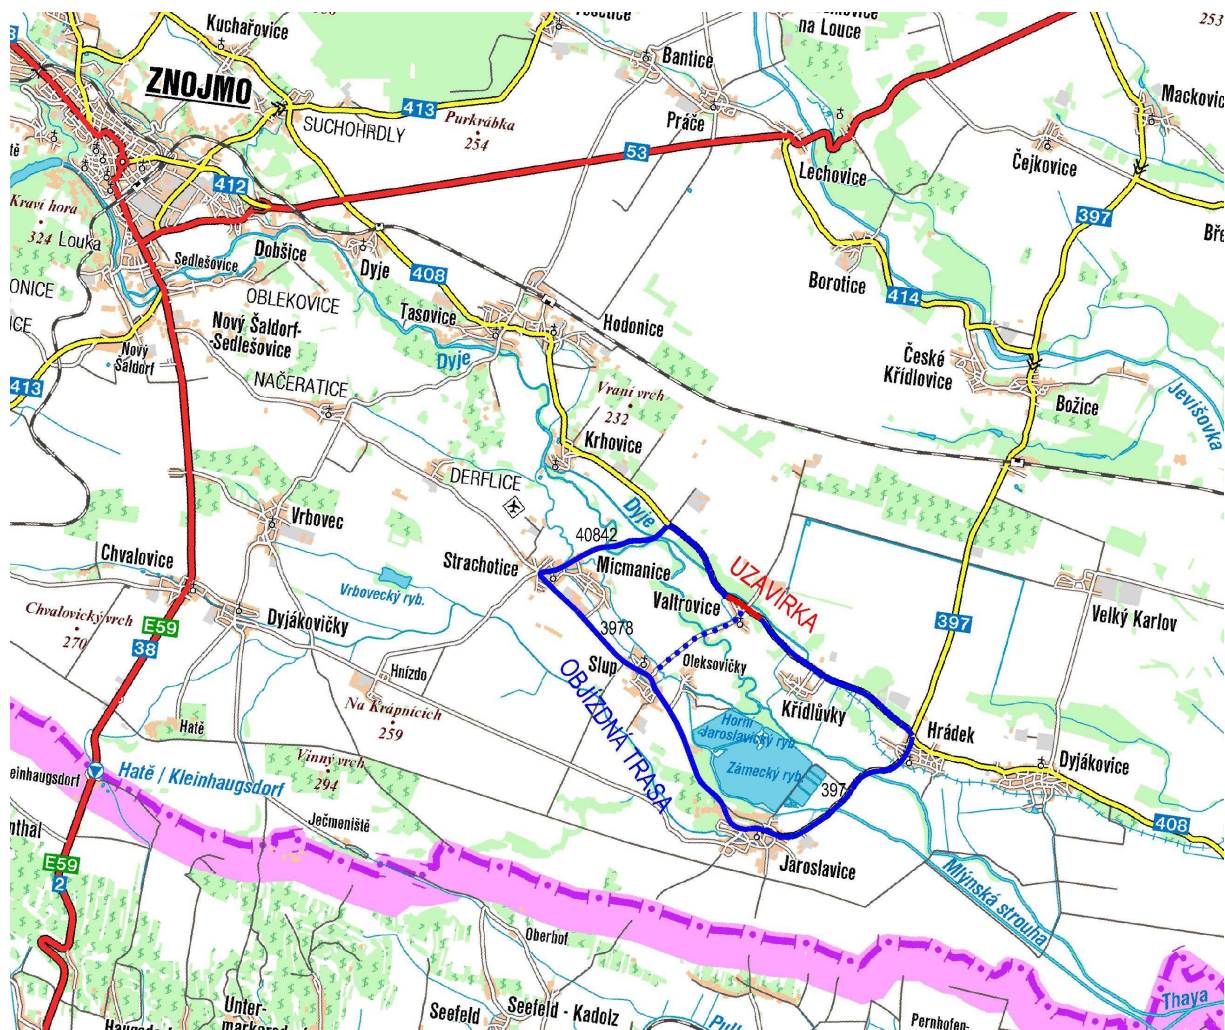 Kuchařovice
na Louce
253
Bantice
ZNOJMO
413
Mackovic
SUCHOHRDLY
Purkrábka
254
Práče
53
Lechovice
Čejkovice
412
397
Kraví hora
324
Louka
Dobšice
Dyje
Sedlešovice
408
Borotice
414
OBLEKOVICE
Tasovice
Hodonice
Nový Šaldorf
-Sedlešovice
Nový
Šaldorf
Dyje
České
Křídlovice
413
NAČERATICE
Vraní vrch
232
Božice
Jevišovka
Krhovice
DERFLICE
Dyje
Vrbovec
40842
Chvalovice
Strachotice
Micmanice
UZAVÍRKA
Vrbovecký ryb.
Valtrovice
Velký Karlov
Chvalovický vrch
270
E59
38
Dyjákovičky
3978
397
Hnízdo
Slup
Oleksovičky
OBJÍZDNÁ TRASA
Křídlůvky
Na Krápnících
259
Hatě
Horní
Jaroslavický ryb.
Hrádek
Vinný vrch
294
Zámecký ryb.
Dyjákovice
Hatě / Kleinhaugsdorf
Ječmeniště
408
E59
2
Jaroslavice
Mlýnská strouha
Oberhof
Thaya
Seefeld
Seefeld - Kadolz
Unter-
Pernhofen-